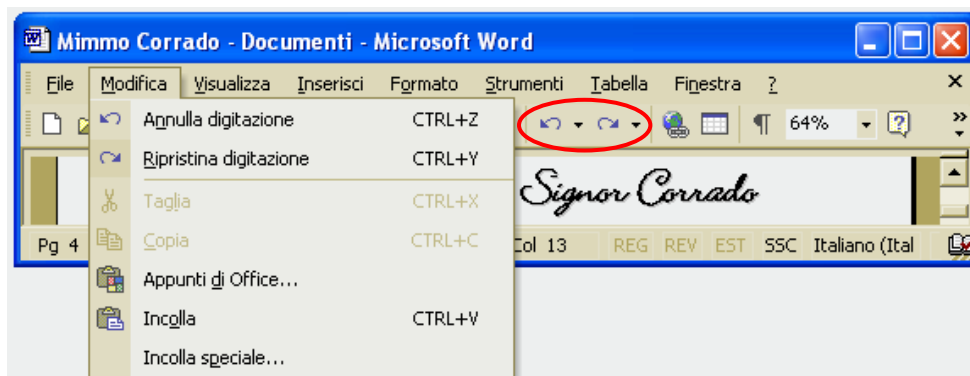 Mimmo Corrado - Documenti - Microsoft Word
File Modifica Visualizza Inserisci Formato Strumenti Tabella Finestra ?
Annulla digitazione CTRL+Z
64%
Ripristina digitazione CTRL+Y
Signor Corrado
Taglia CTRL+X
Copia CTRL+C
Pg 4 Col 13 REG REV EST SSC Italiano (Ital
Appunti di Office...
Incolla CTRL+V
Incolla speciale...